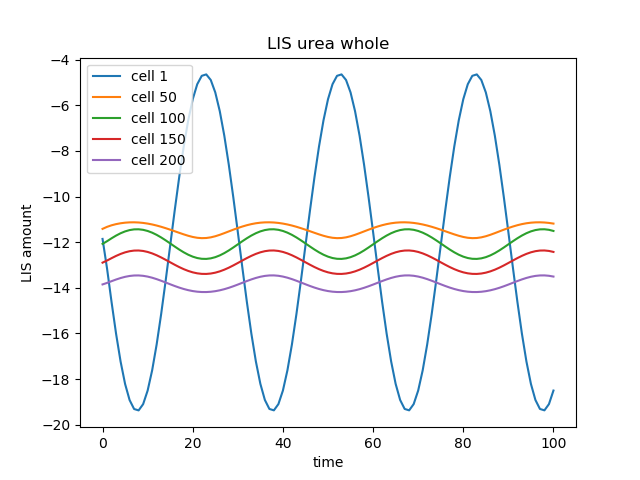 LIS urea whole
cell 1
cell 50
cell 100
cell 150
cell 200
LIS amount
−4
−6
−8
−10
−12
−14
−16
−18
−20
0 20 40 60 80 100
time